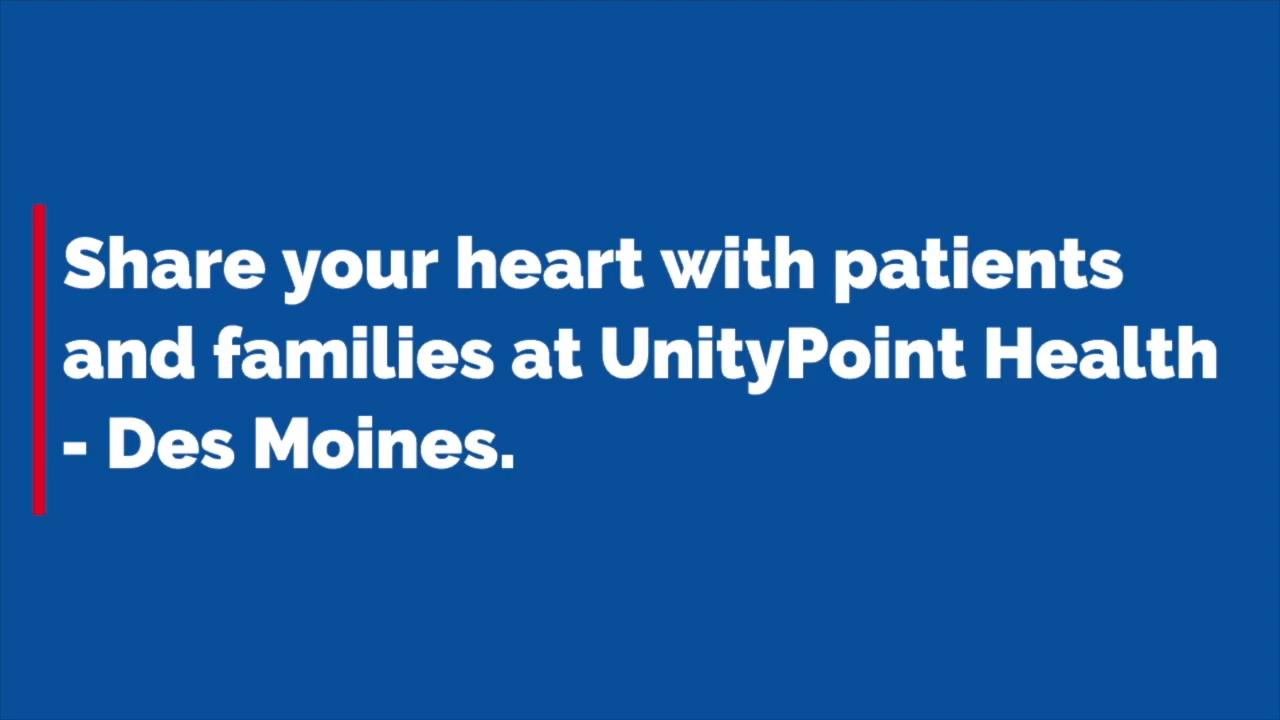 Share your heart with patients
and families at UnityPoint Health
- Des Moines.